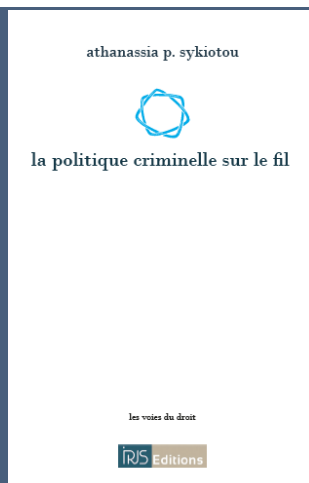 athanassia p. sykiotou
la politique criminelle sur le fil
les voies du droit
IRJS Editions